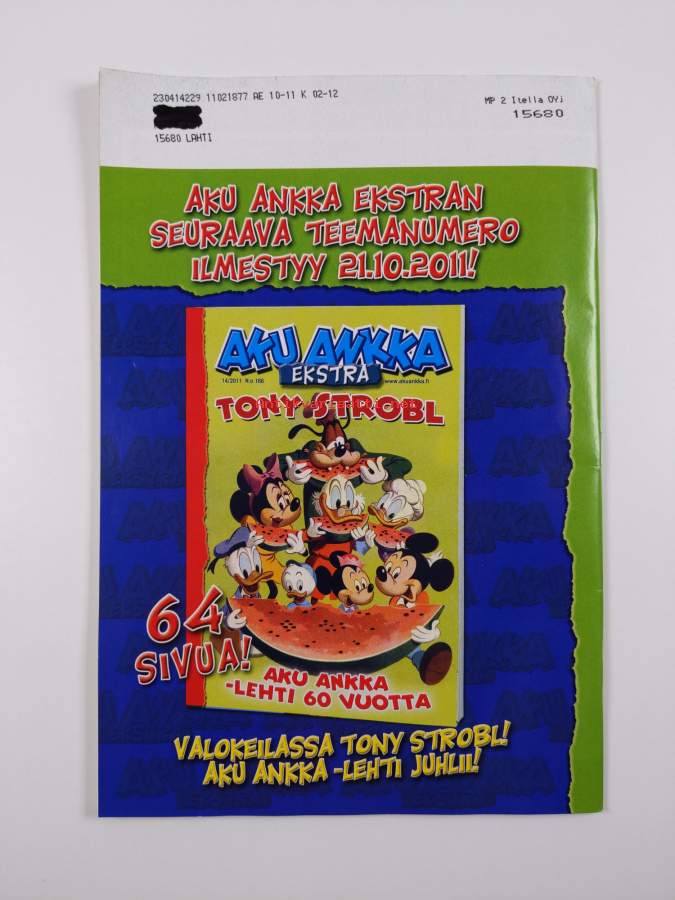 230414229 11021877 AE 10-11 K 02-12
MP 2 Itella OYj
15680
15680 LAHTI
AKU ANKKA EKSTRAN
SEURAAVA TEEMANUMERO
ILMESTYY 21.10.2011!
AKU ANKKA
EKSTRA
14/2011 N:o 166
www.akuankka.fi
TONY STROBL
64
SIVUA!
AKU ANKKA
-LEHTI 60 VUOTTA
VALOKEILASSA TONY STROBL!
AKU ANKKA -LEHTI JUHLII!